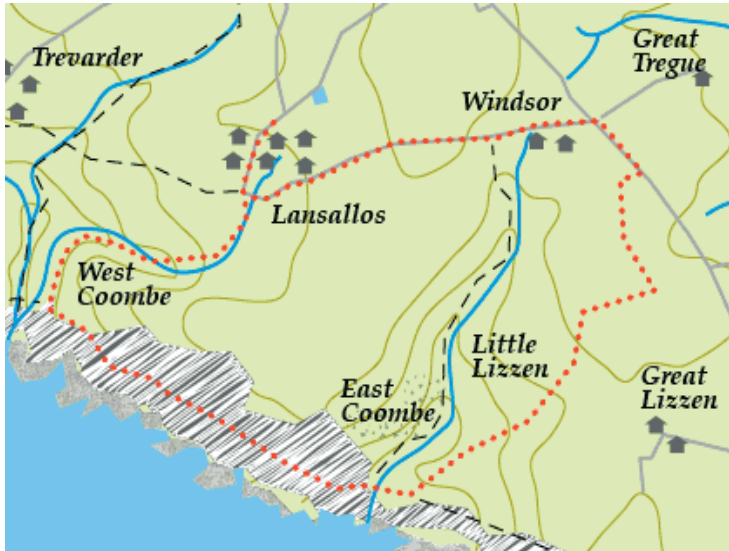 Trevarder
Great
Tregue
Windsor
Lansallos
West
Coombe
Little
Lizzen
East
Coombe
Great
Lizzen